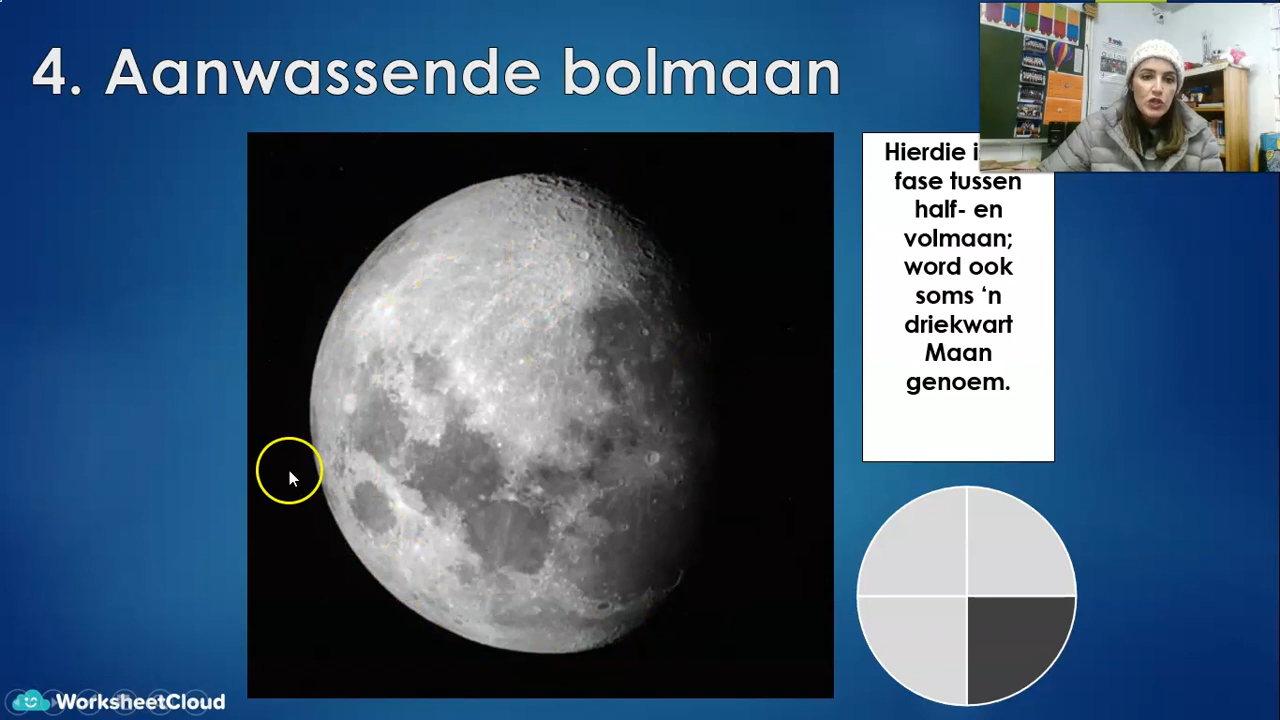 4. Aanwassende bolmaan
Hierdie
fase tussen
half- en
volmaan;
word ook
soms ‘n
driekwart
Maan
genoem.
WorksheetCloud